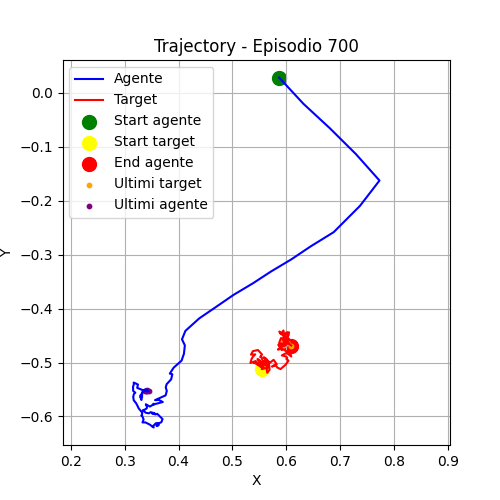 Trajectory - Episodio 700
Agente
Target
Start agente
Start target
End agente
Ultimi target
Ultimi agente
Y
0.0
−0.1
−0.2
−0.3
−0.4
−0.5
−0.6
0.2 0.3 0.4 0.5 0.6 0.7 0.8 0.9
X